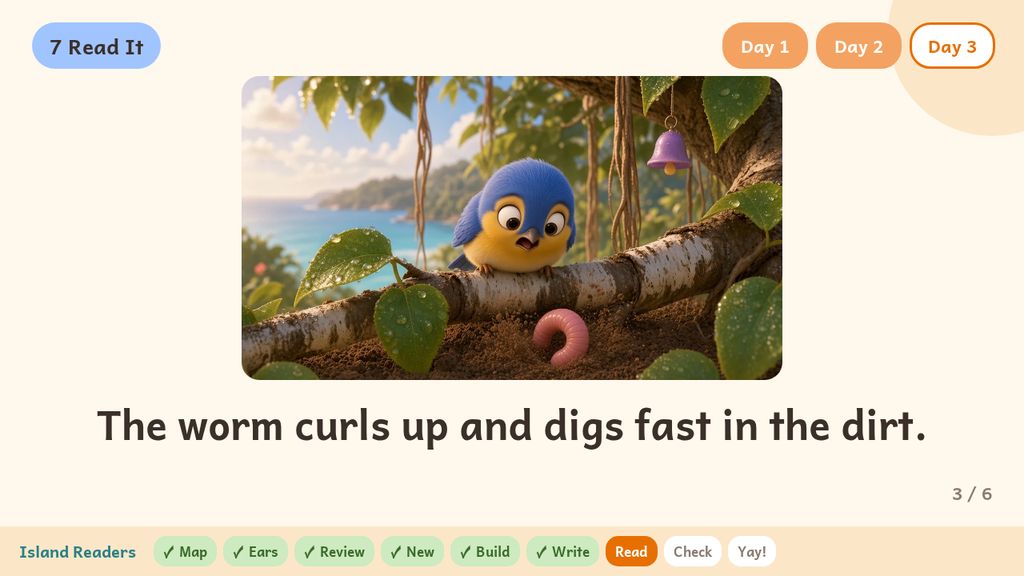 7 Read It
Day 1
Day 2
Day 3
The worm curls up and digs fast in the dirt.
3 / 6
Island Readers
✓ Map
✓ Ears
✓ Review
✓ New
✓ Build
✓ Write
Read
Check
Yay!